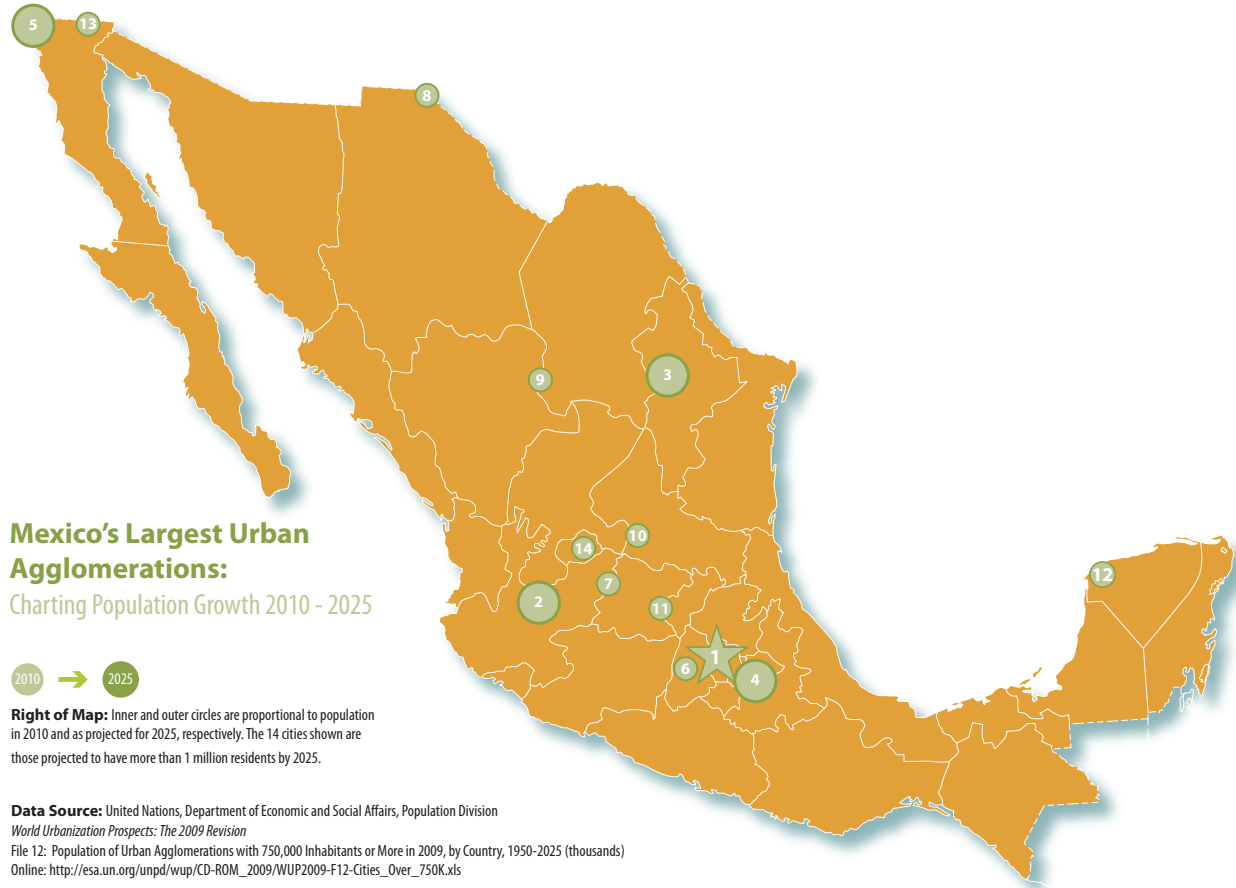 5
13
8
3
9
10
14
7
2
11
12
1
6
4
Mexico's Largest Urban
Agglomerations:
Charting Population Growth 2010 - 2025
2010
2025
Right of Map: Inner and outer circles are proportional to population
in 2010 and as projected for 2025, respectively. The 14 cities shown are
those projected to have more than 1 million residents by 2025.
Data Source: United Nations, Department of Economic and Social Affairs, Population Division
World Urbanization Prospects: The 2009 Revision
File 12: Population of Urban Agglomerations with 750,000 Inhabitants or More in 2009, by Country, 1950-2025 (thousands)
Online: http://esa.un.org/unpd/wup/CD-ROM_2009/WUP2009-F12-Cities_Over_750K.xls